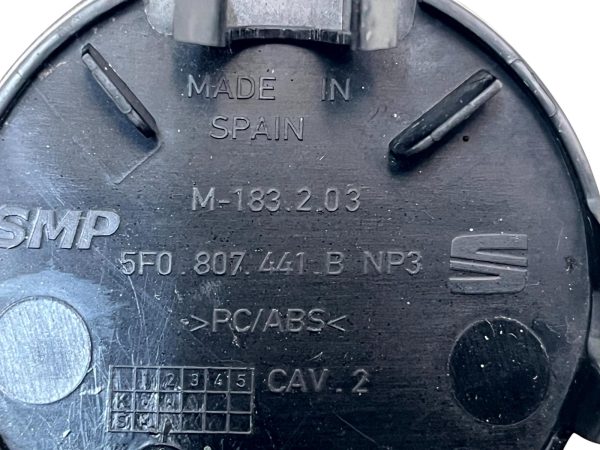 MADE IN
SPAIN
M-183.2.03
SMP
5F0.807.441.B NP3
>PC/ABS<
2 3 4 5
CAV.2